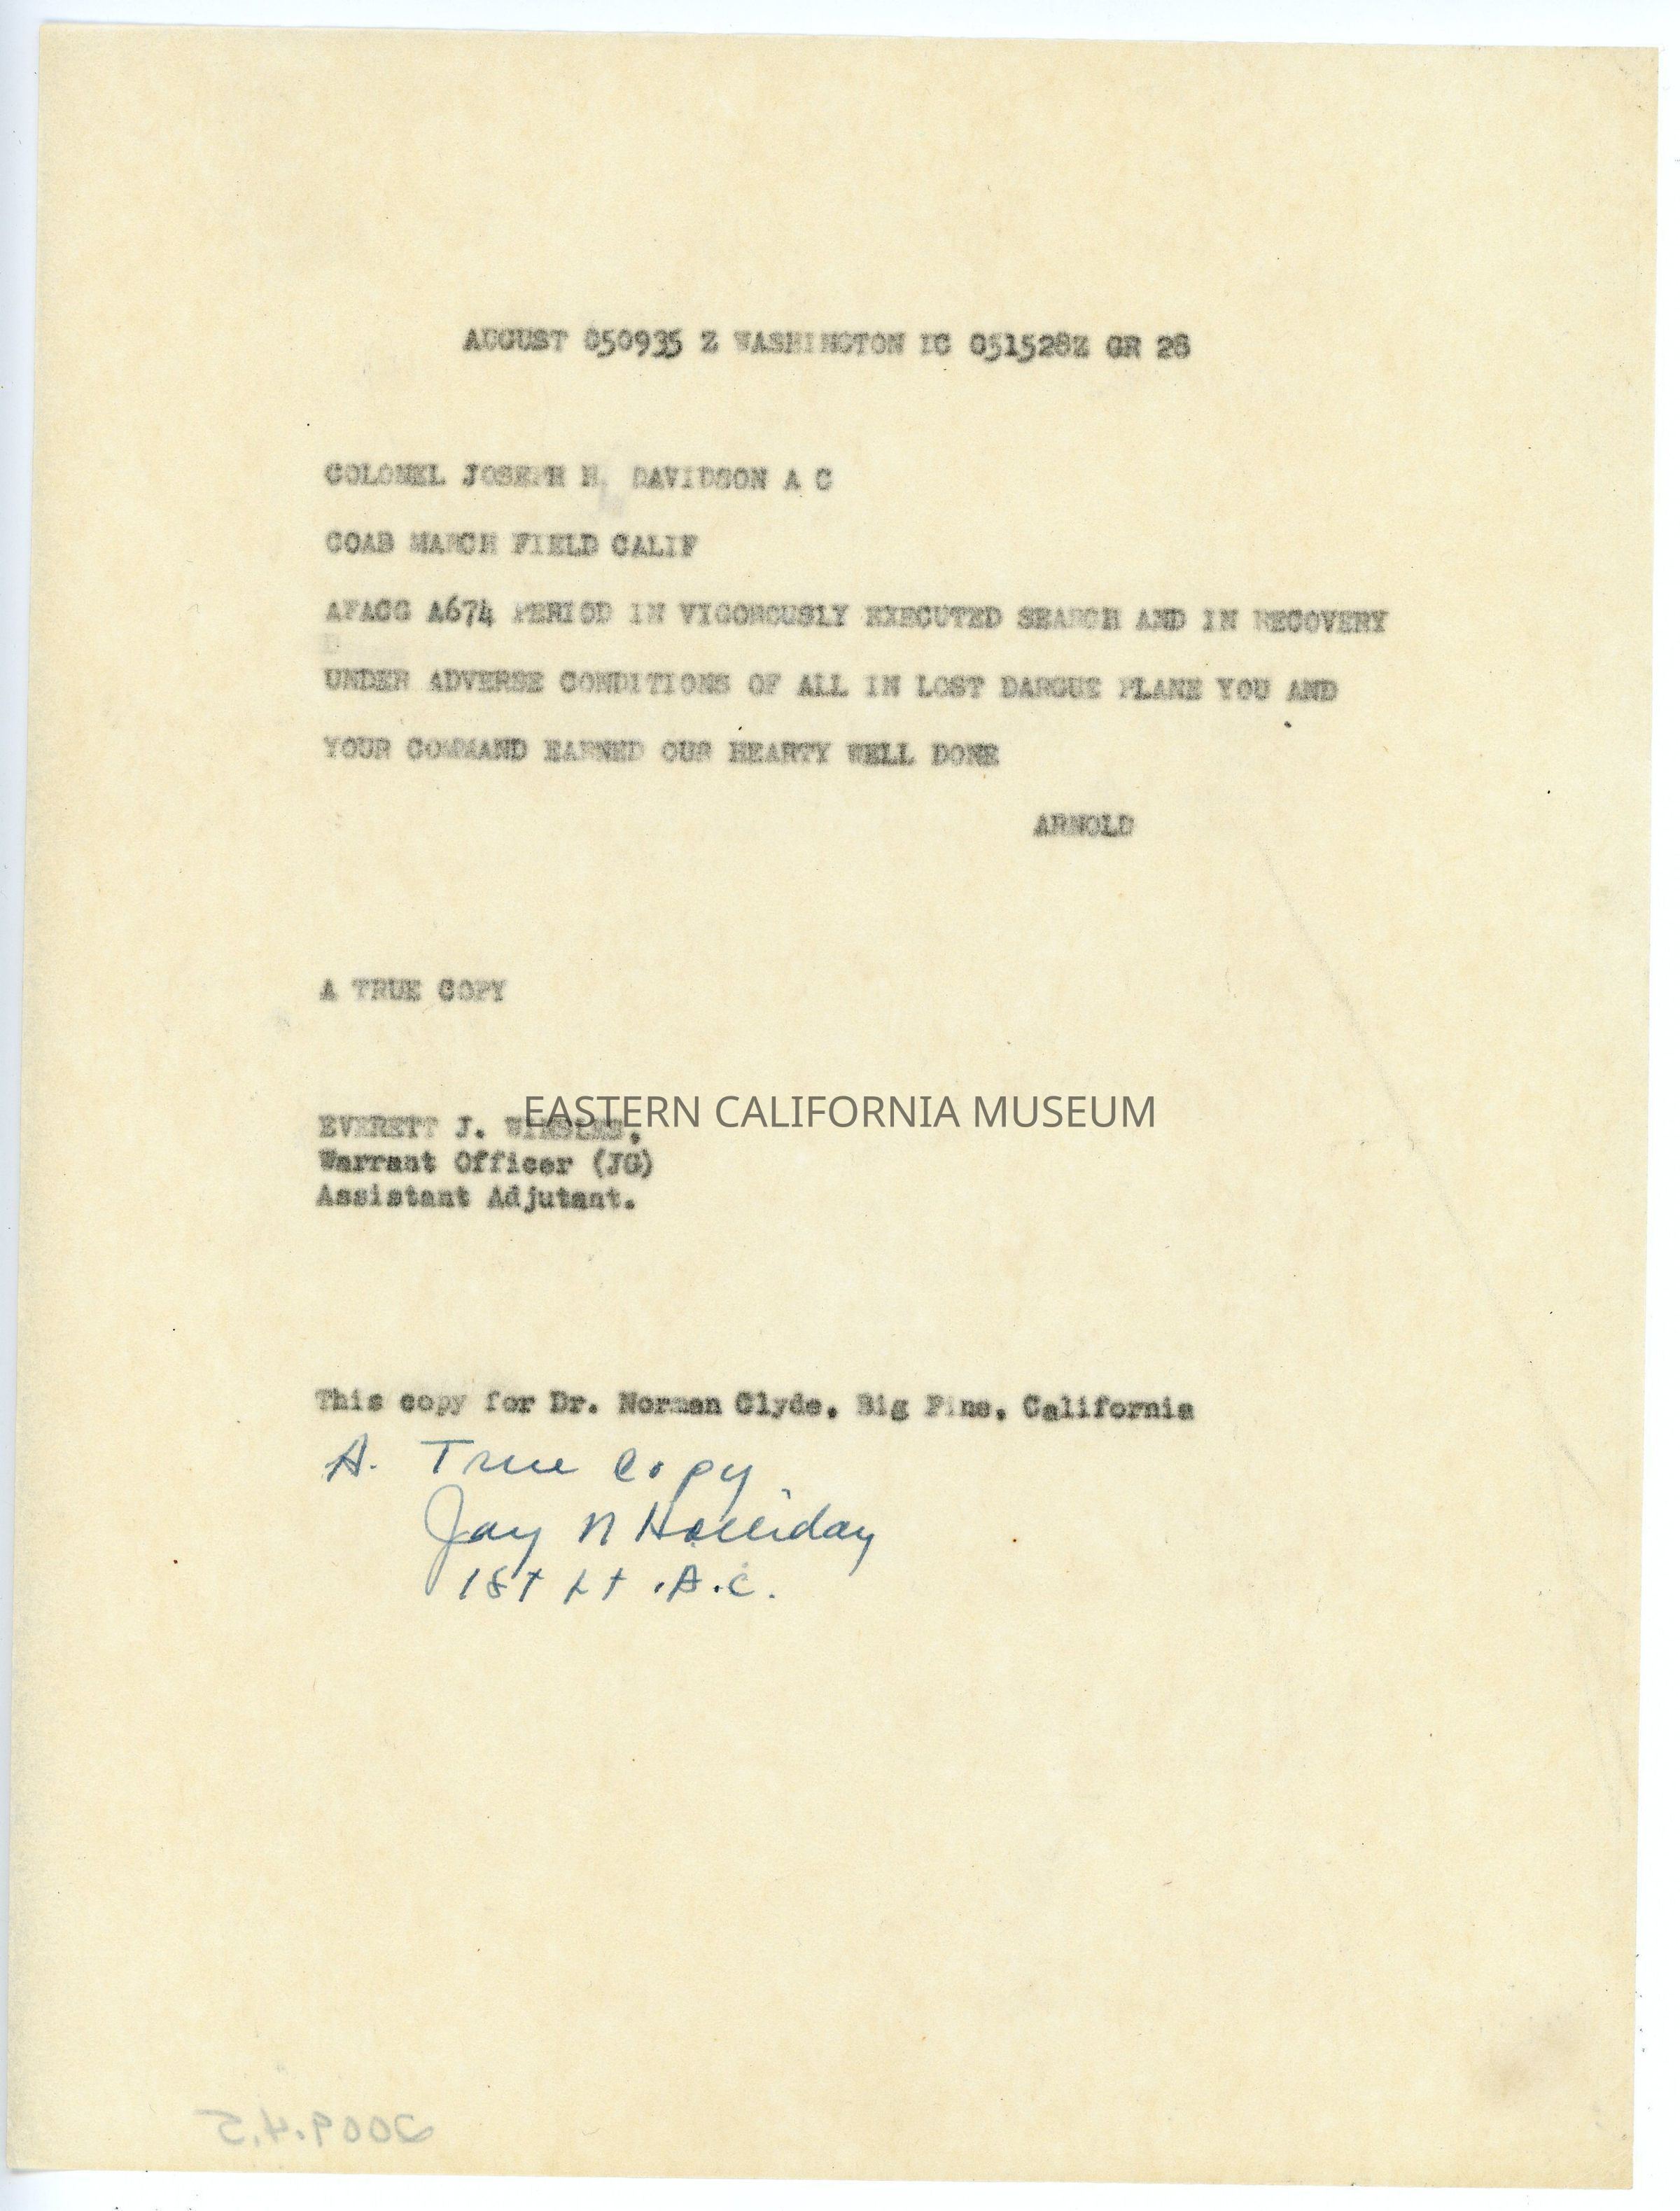 AUGUST 050935 Z WASHINGTON DC 051528Z GR 28
COLONEL JOSEPH H. DAVIDSON A C
COAB MARCH FIELD CALIF
AFAGG A674 PERIOD IN VIGOROUSLY EXECUTED SEARCH AND IN RECOVERY
UNDER ADVERSE CONDITIONS OF ALL IN LOST DARGUE PLANE YOU AND
YOUR COMMAND EARNED OUR HEARTY WELL DONE
ARNOLD
A TRUE COPY
EASTERN CALIFORNIA MUSEUM
EVERETT J.
Warrant Officer (JG)
Assistant Adjutant.
This copy for Dr. Norman Clyde, Big Pine, California
A. True Copy
Jay N Holliday
1st Lt. A.C.
2009.4.5